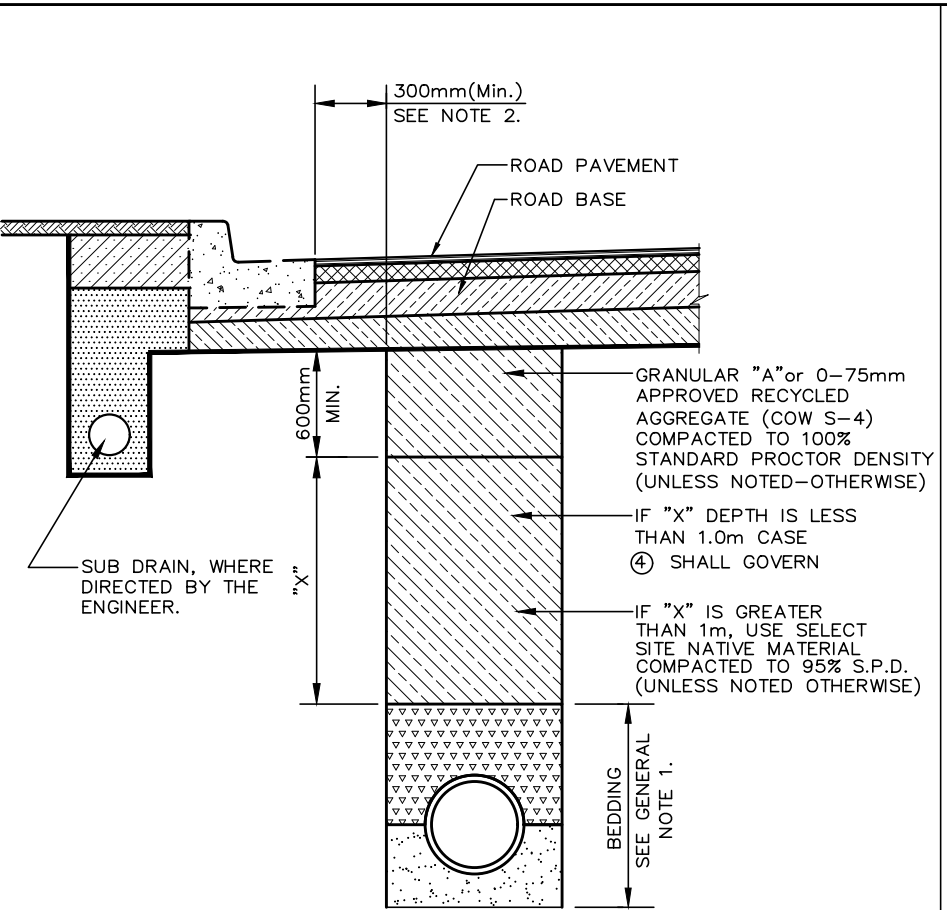 300mm(Min.)
SEE NOTE 2.
ROAD PAVEMENT
ROAD BASE
600mm
MIN.
GRANULAR "A"or 0-75mm
APPROVED RECYCLED
AGGREGATE (COW S-4)
COMPACTED TO 100%
STANDARD PROCTOR DENSITY
(UNLESS NOTED-OTHERWISE)
IF "X" DEPTH IS LESS
THAN 1.0m CASE
④ SHALL GOVERN
SUB DRAIN, WHERE
DIRECTED BY THE
ENGINEER.
"X"
IF "X" IS GREATER
THAN 1m, USE SELECT
SITE NATIVE MATERIAL
COMPACTED TO 95% S.P.D.
(UNLESS NOTED OTHERWISE)
BEDDING
SEE GENERAL
NOTE 1.